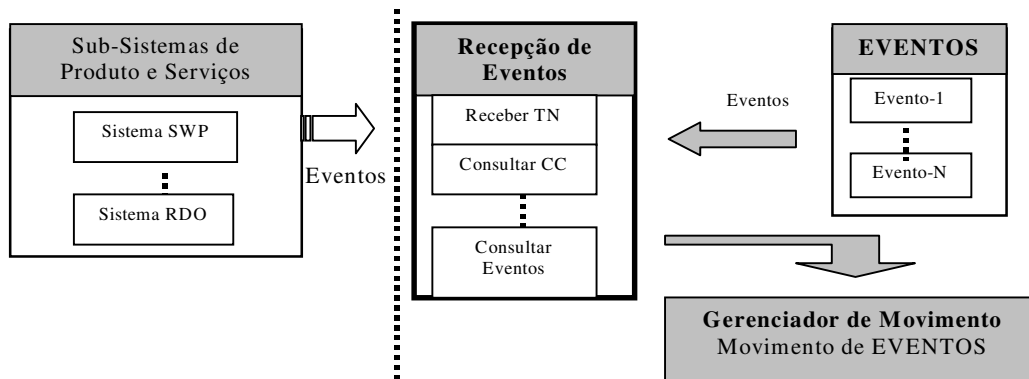 Sub-Sistemas de
Produto e Serviços
Sistema SWP
Sistema RDO
Eventos
Recepção de
Eventos
Receber TN
Consultar CC
Consultar
Eventos
Eventos
EVENTOS
Evento-1
Evento-N
Gerenciador de Movimento
Movimento de EVENTOS